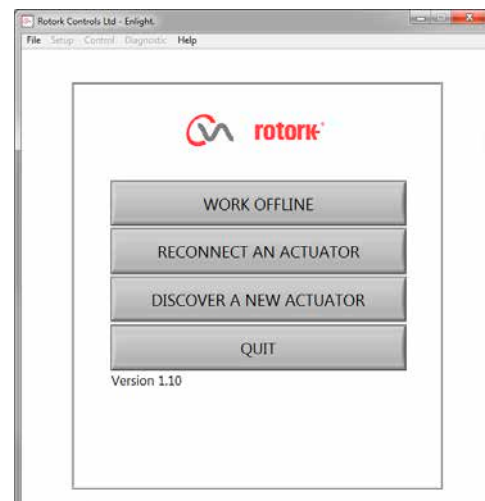 Rotork Controls Ltd - Enlight.
File Setup Control Diagnostic Help
rotork
WORK OFFLINE
RECONNECT AN ACTUATOR
DISCOVER A NEW ACTUATOR
QUIT
Version 1.10